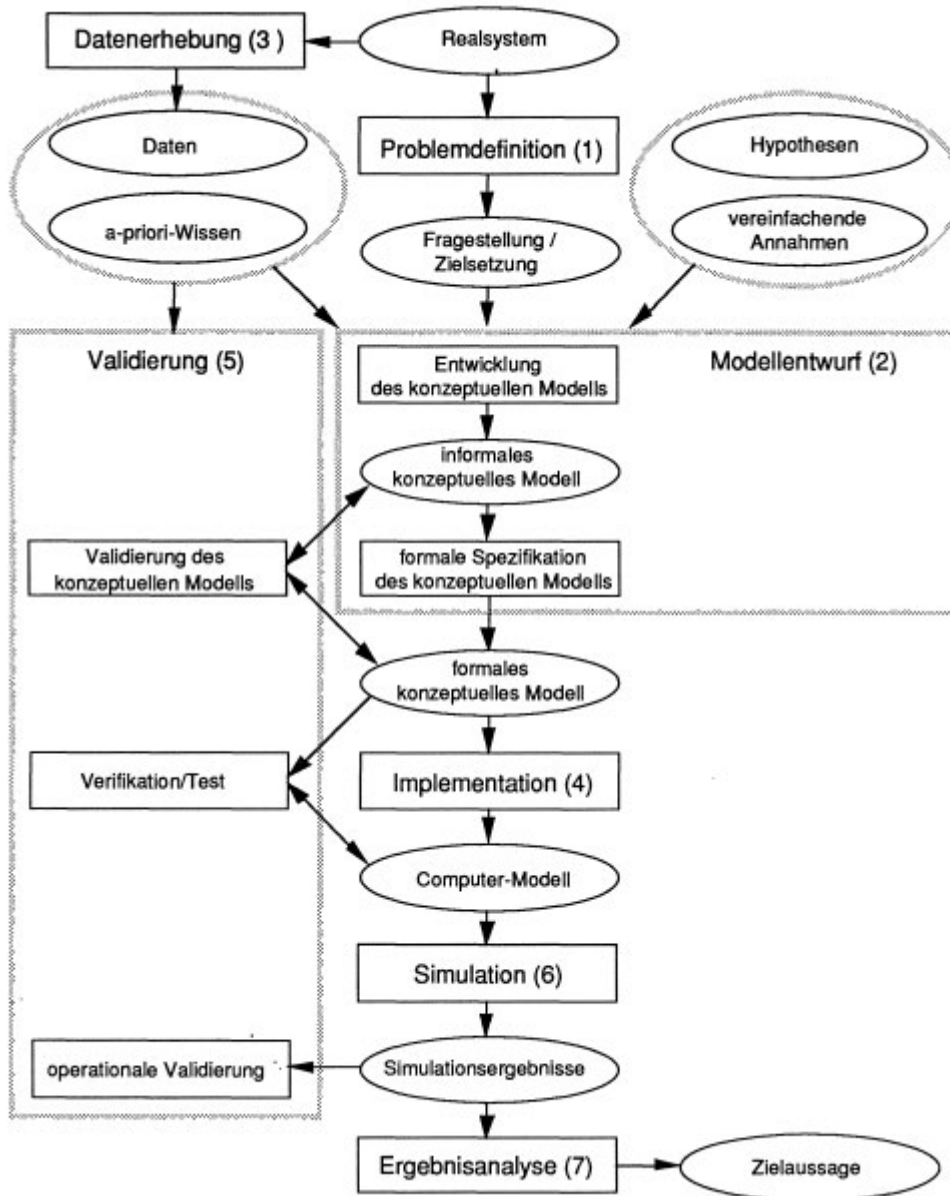 Datenerhebung (3 )
Realsystem
Daten
Problemdefinition (1)
Hypothesen
a-priori-Wissen
Fragestellung /
Zielsetzung
vereinfachende
Annahmen
Validierung (5)
Entwicklung
des konzeptuellen Modells
Modellentwurf (2)
informales
konzeptuelles Modell
Validierung des
konzeptuellen Modells
formale Spezifikation
des konzeptuellen Modells
formales
konzeptuelles Modell
Verifikation/Test
Implementation (4)
Computer-Modell
Simulation (6)
operationale Validierung
Simulationsergebnisse
Ergebnisanalyse (7)
Zielaussage